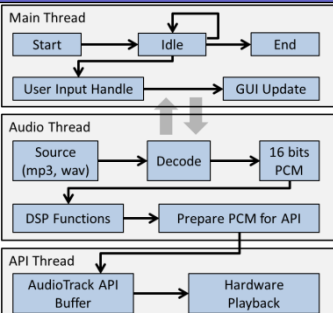 Main Thread
Start
Idle
End
User Input Handle
GUI Update
Audio Thread
Source
(mp3, wav)
Decode
16 bits
PCM
DSP Functions
Prepare PCM for API
API Thread
AudioTrack API
Buffer
Hardware
Playback